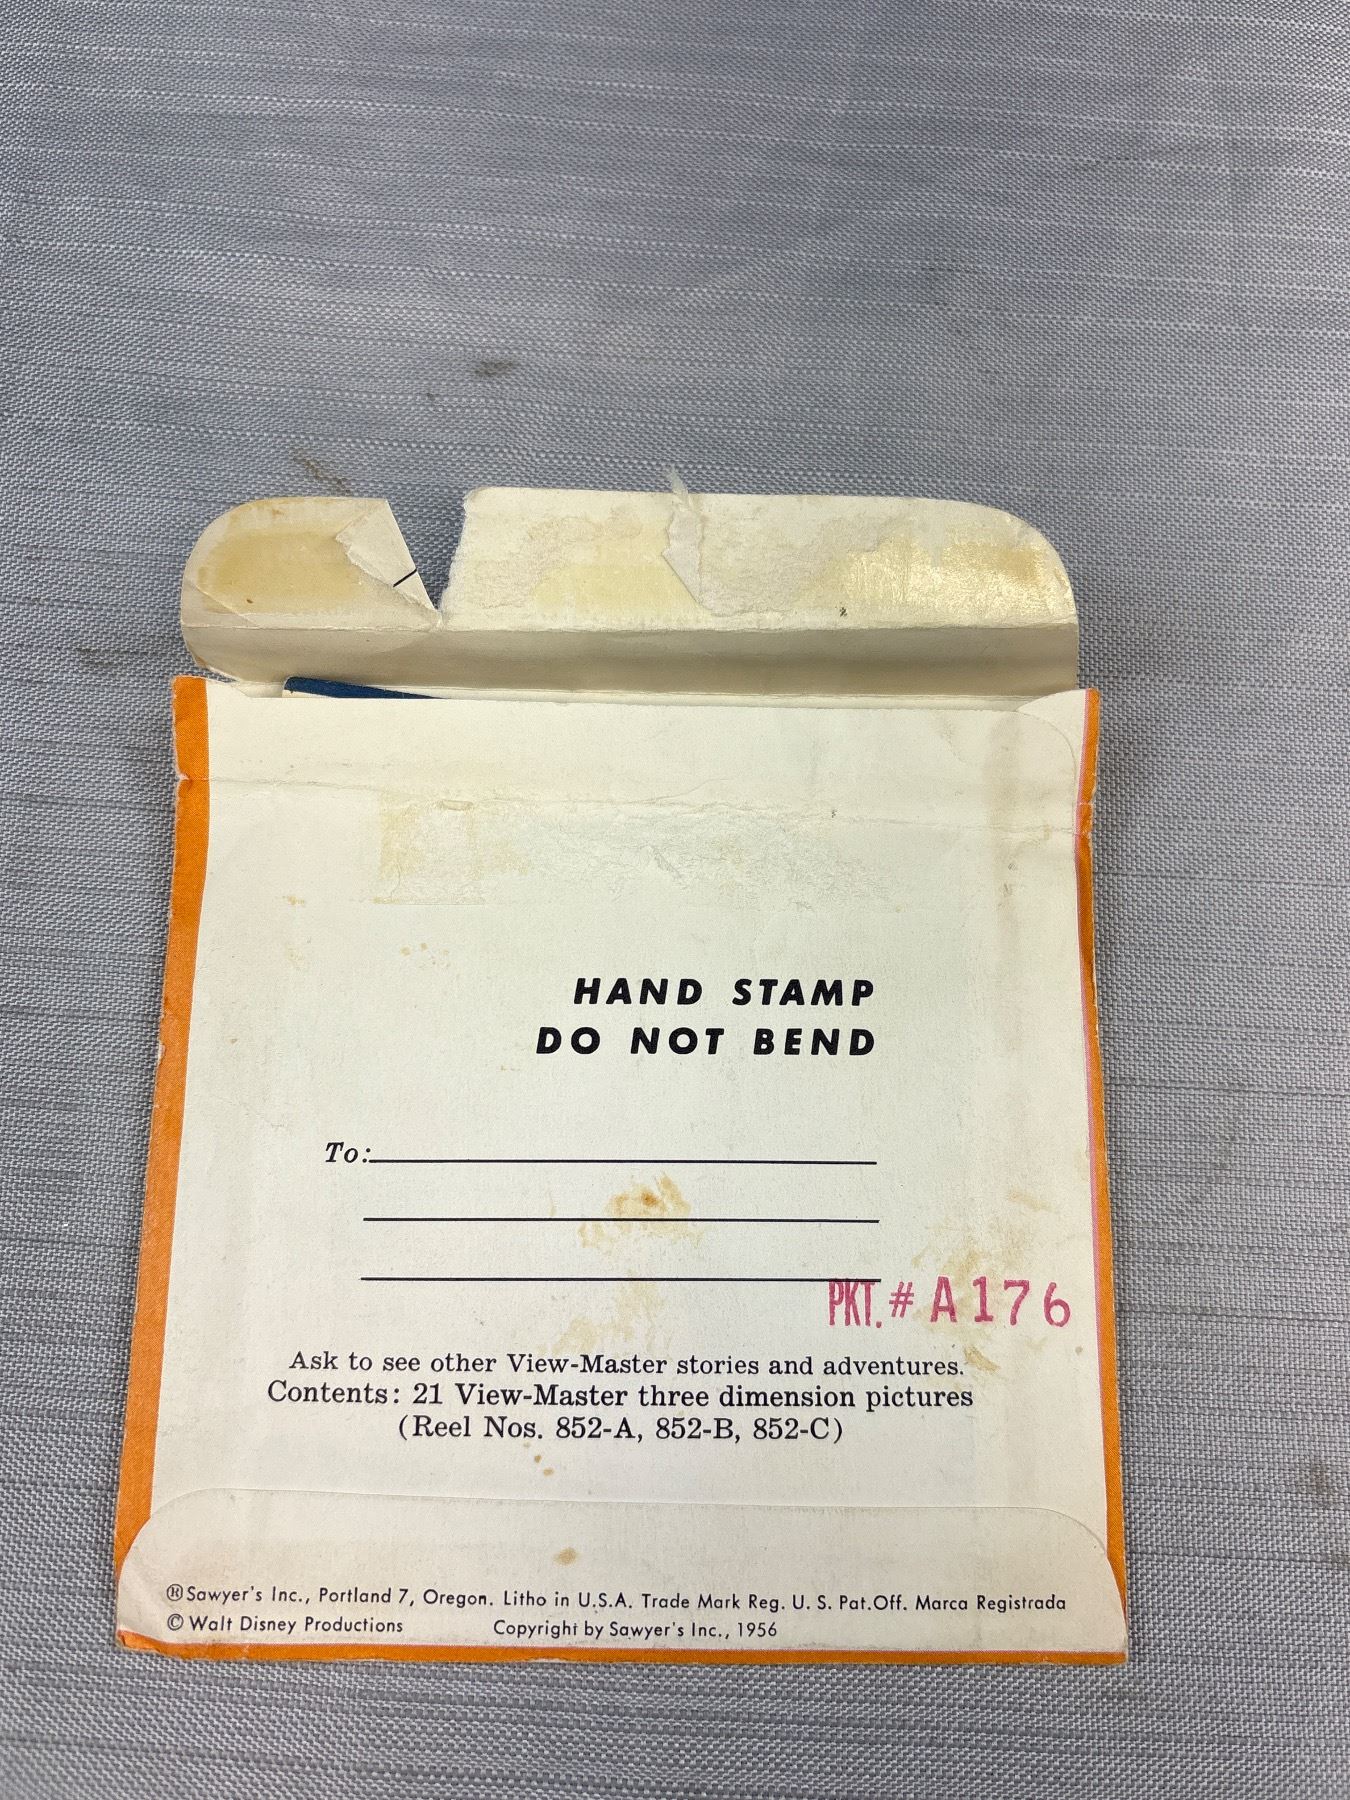 HAND STAMP
DO NOT BEND
To:
PKT. # A176
Ask to see other View-Master stories and adventures.
Contents: 21 View-Master three dimension pictures
(Reel Nos. 852-A, 852-B, 852-C)
®Sawyer's Inc., Portland 7, Oregon. Litho in U.S.A. Trade Mark Reg. U. S. Pat.Off. Marca Registrada
© Walt Disney Productions Copyright by Sawyer's Inc., 1956